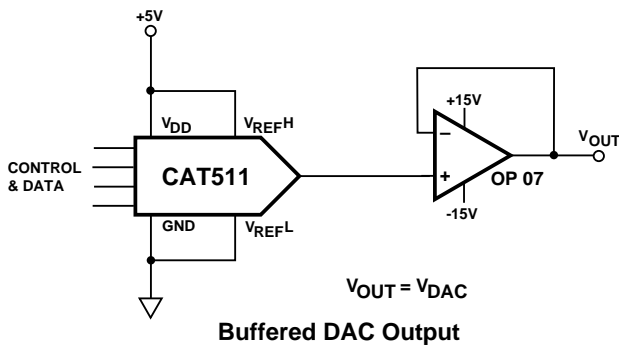 +5V
VDD
VREFH
CONTROL
& DATA
CAT511
GND
VREFL
+15V
–
+
OP 07
-15V
VOUT
VOUT = VDAC
Buffered DAC Output